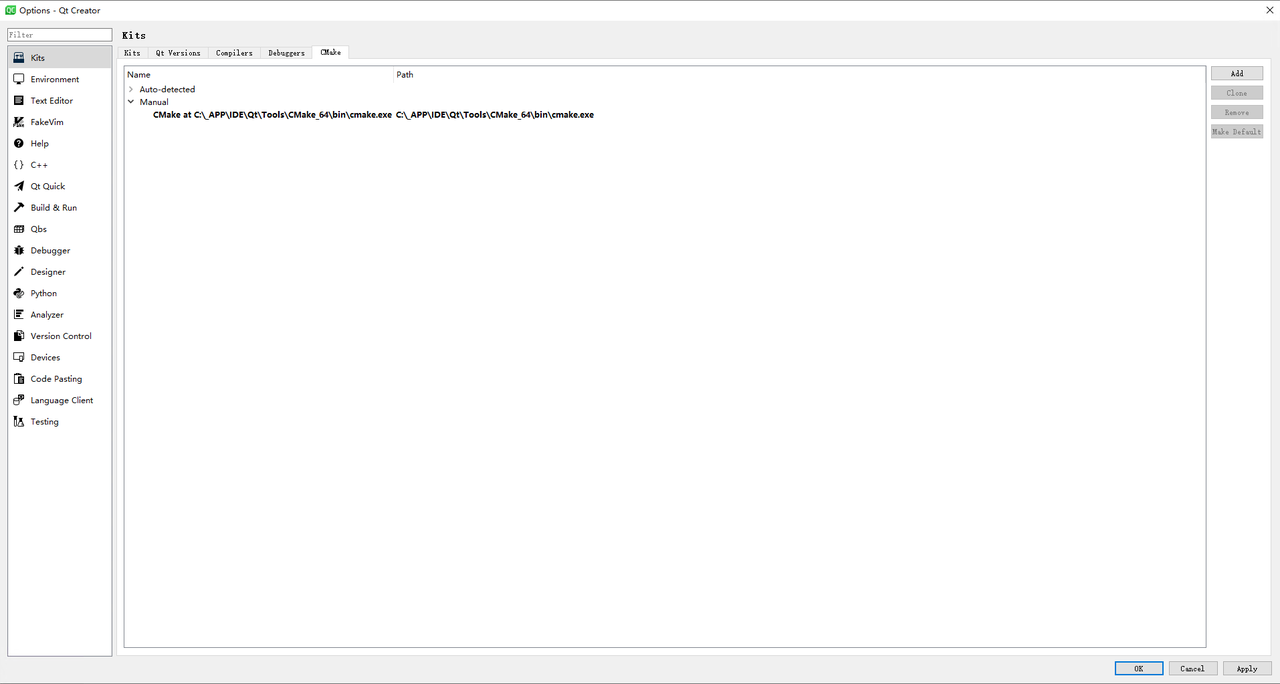 Options - Qt Creator
Filter
Kits
Environment
Text Editor
FakeVim
Help
C++
Qt Quick
Build & Run
Qbs
Debugger
Designer
Python
Analyzer
Version Control
Devices
Code Pasting
Language Client
Testing
Kits
Kits Qt Versions Compilers Debuggers CMake
Name Path
Auto-detected
Manual
CMake at C:\_APP\IDE\Qt\Tools\CMake_64\bin\cmake.exe C:\_APP\IDE\Qt\Tools\CMake_64\bin\cmake.exe
Add
Clone
Remove
Make Default
OK Cancel Apply